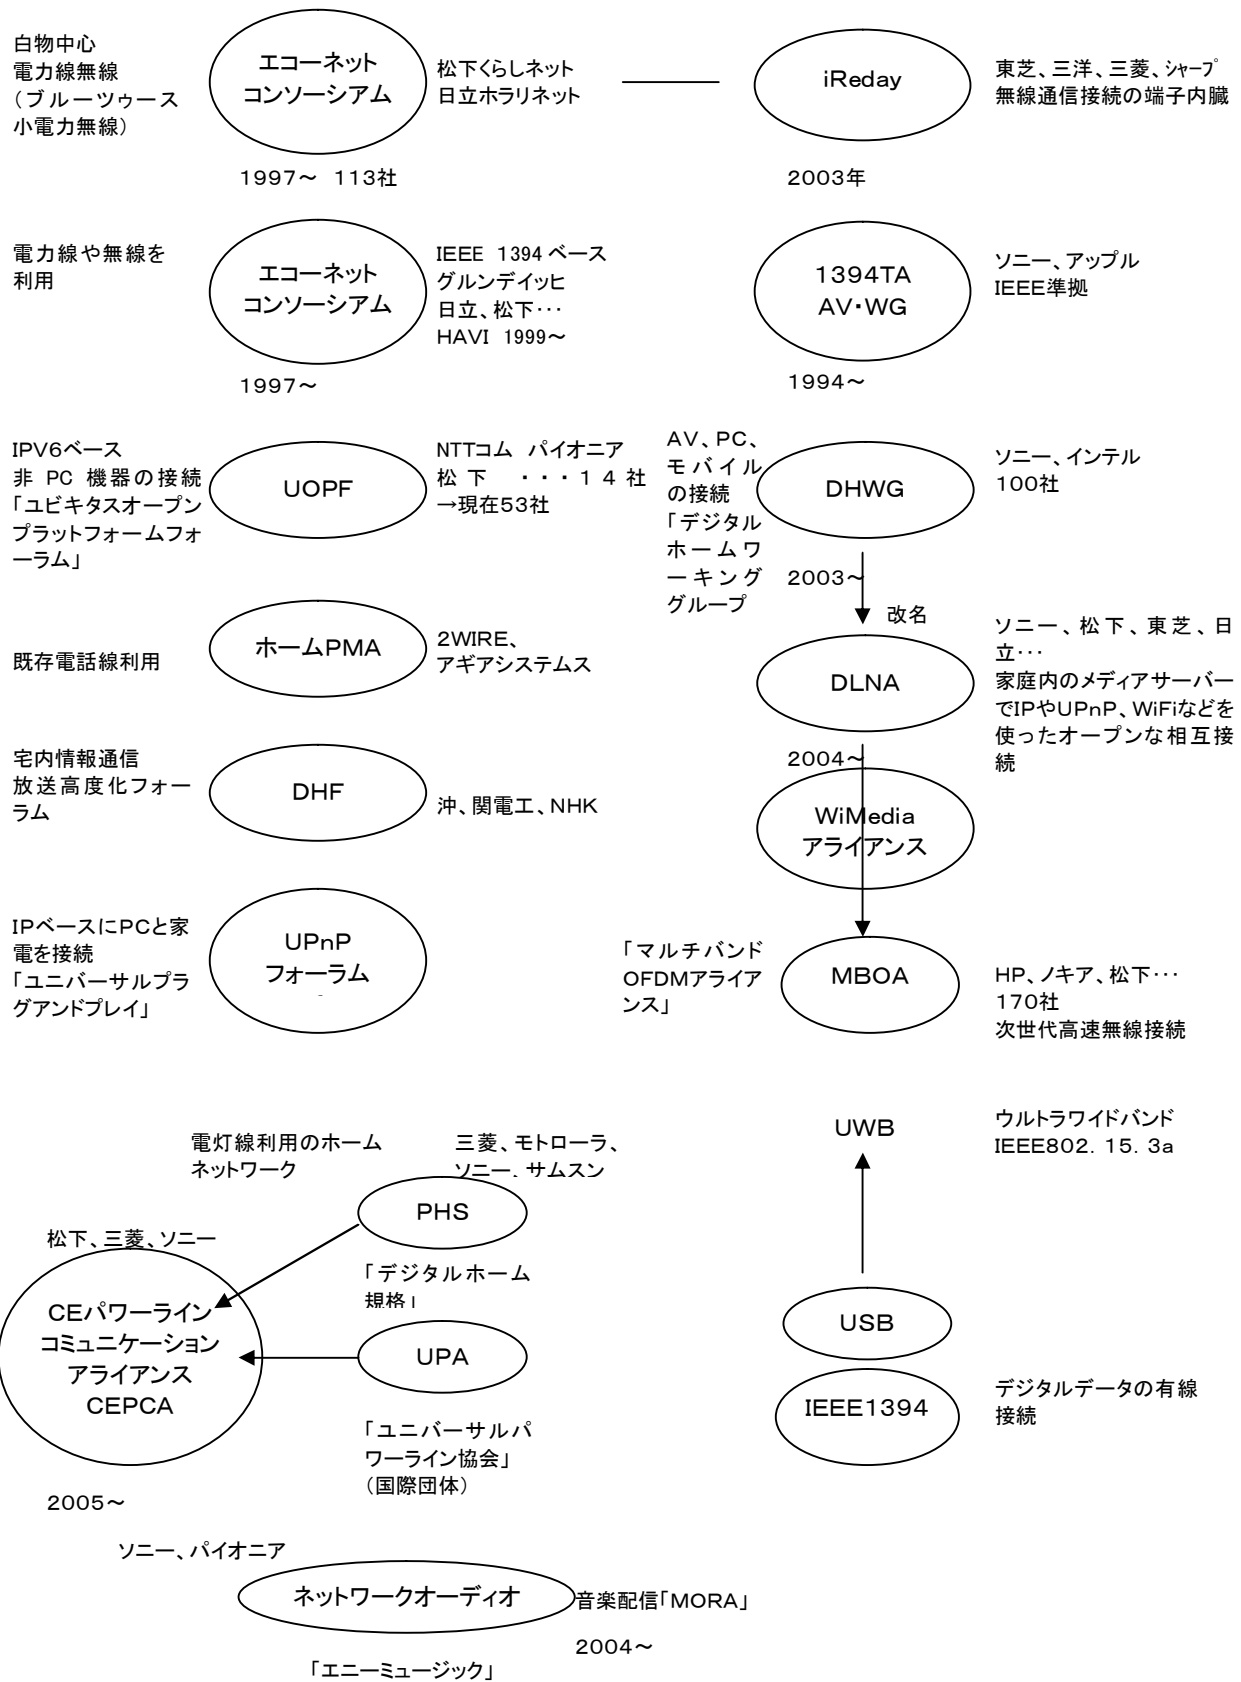 白物中心
電力線無線
(ブルーツゥース
小電力無線)
エコーネット
コンソーシアム
松下くらしネット
日立ホラリネット
1997~ 113社
iReday
東芝、三洋、三菱、シャープ
無線通信接続の端子内臓
2003年
電力線や無線を
利用
エコーネット
コンソーシアム
IEEE 1394 ベース
グルンデイッヒ
日立、松下・・・
HAVI 1999~
1997~
1394TA
AV・WG
ソニー、アップル
IEEE準拠
1994~
IPV6ベース
非 PC 機器の接続
「ユビキタスオープン
プラットフォームフォ
ーラム」
UOPF
NTTコム パイオニア
松下 ・・・14社
→現在53社
AV、PC、
モバイル
の接続
「デジタル
ホームワ
ーキング
グループ
DHWG
ソニー、インテル
100社
2003~
改名
既存電話線利用
ホームPMA
2WIRE、
アギアシステムス
DLNA
ソニー、松下、東芝、日
立・・・
家庭内のメディアサーバー
でIPやUPnP、WiFiなどを
使ったオープンな相互接
続
2004~
宅内情報通信
放送高度化フォー
ラム
DHF
沖、関電工、NHK
WiMedia
アライアンス
IPベースにPCと家
電を接続
「ユニバーサルプラ
グアンドプレイ」
UPnP
フォーラム
「マルチバンド
OFDMアライア
ンス」
MBOA
HP、ノキア、松下・・・
170社
次世代高速無線接続
UWB
ウルトラワイドバンド
IEEE802.15.3a
電灯線利用のホーム
ネットワーク
三菱、モトローラ、
ソニー、サムスン
PHS
「デジタルホーム
規格」
松下、三菱、ソニー
CEパワーライン
コミュニケーション
アライアンス
CEPCA
2005~
UPA
「ユニバーサルパ
ワーライン協会」
(国際団体)
USB
IEEE1394
デジタルデータの有線
接続
ソニー、パイオニア
ネットワークオーディオ
音楽配信「MORA」
2004~
「エニーミュージック」